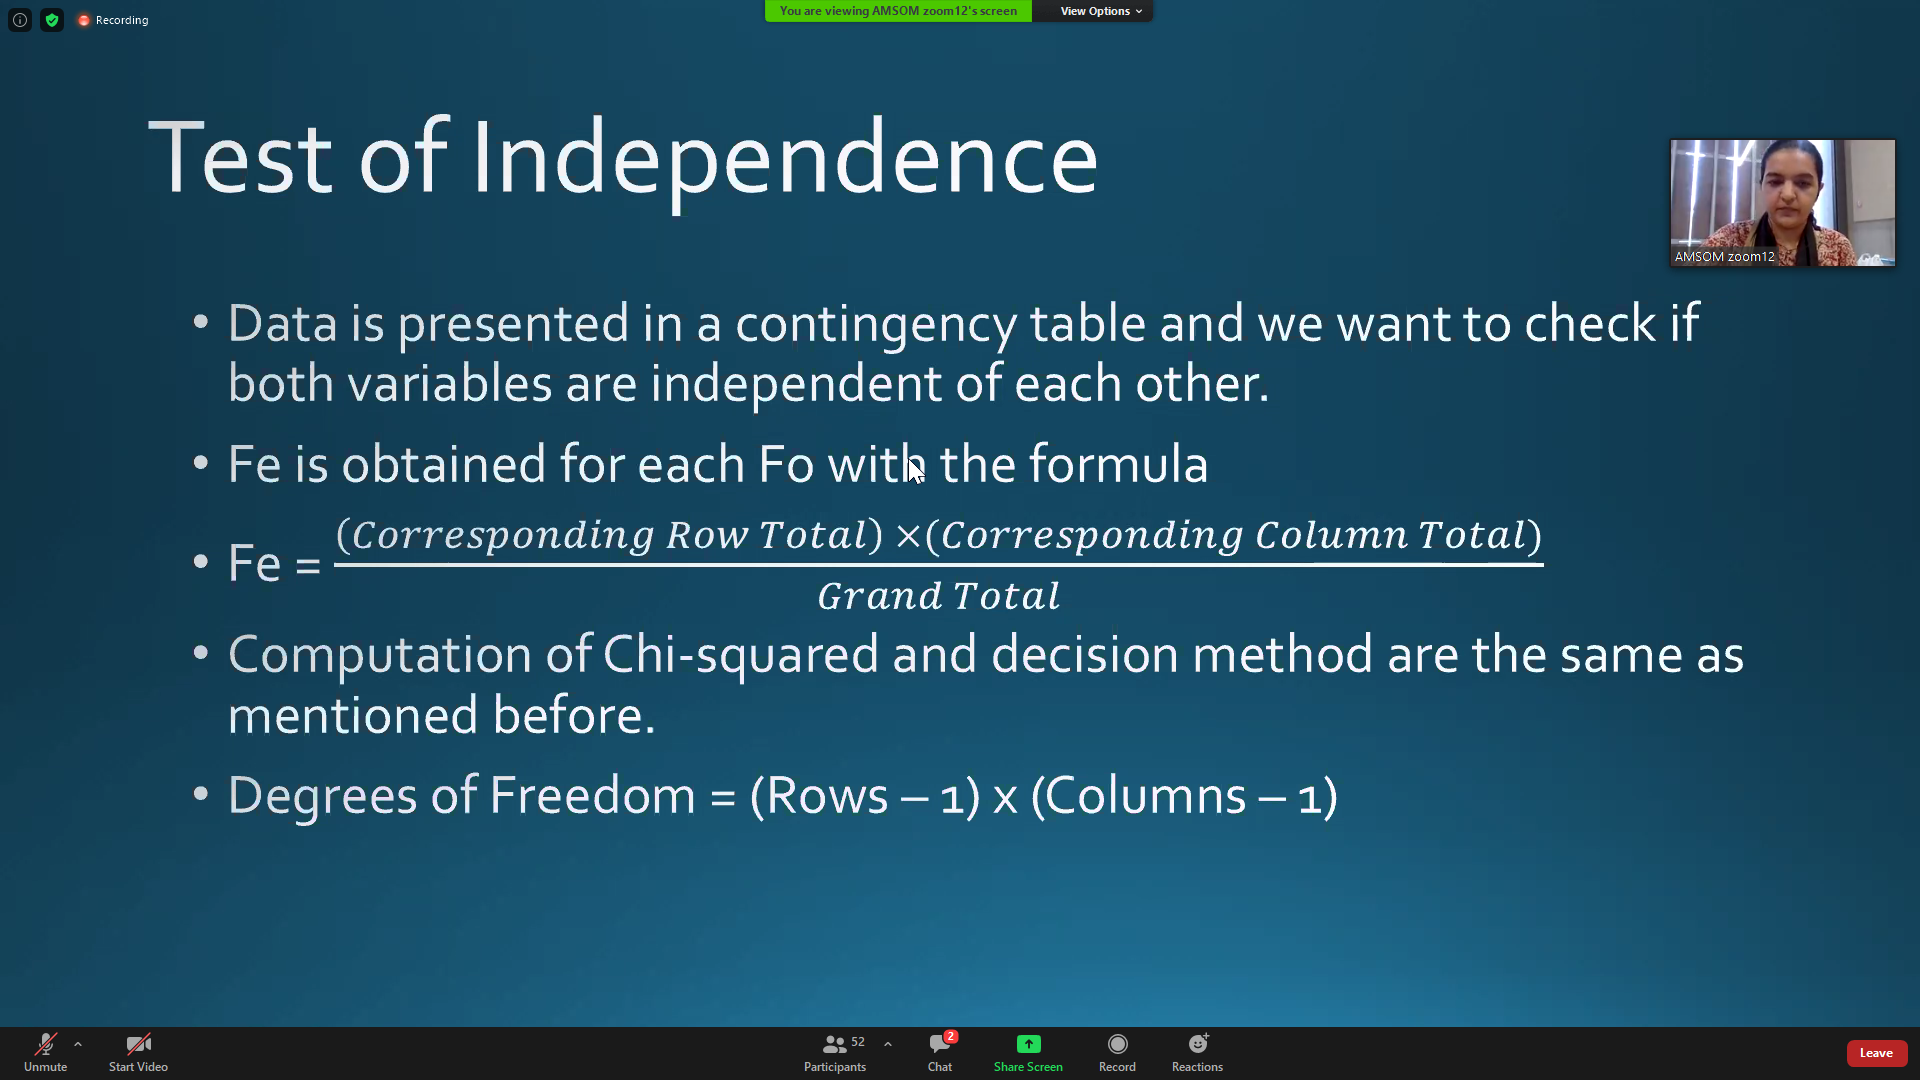 Recording
You are viewing AMSOM zoom12's screen
View Options
Test of Independence
AMSOM zoom12
• Data is presented in a contingency table and we want to check if
both variables are independent of each other.
• Fe is obtained for each Fo with the formula
• Fe = (Corresponding Row Total) ×(Corresponding Column Total)
Grand Total
• Computation of Chi-squared and decision method are the same as
mentioned before.
• Degrees of Freedom = (Rows – 1) x (Columns – 1)
Unmute
Start Video
52
Participants
2
Chat
Share Screen
Record
Reactions
Leave